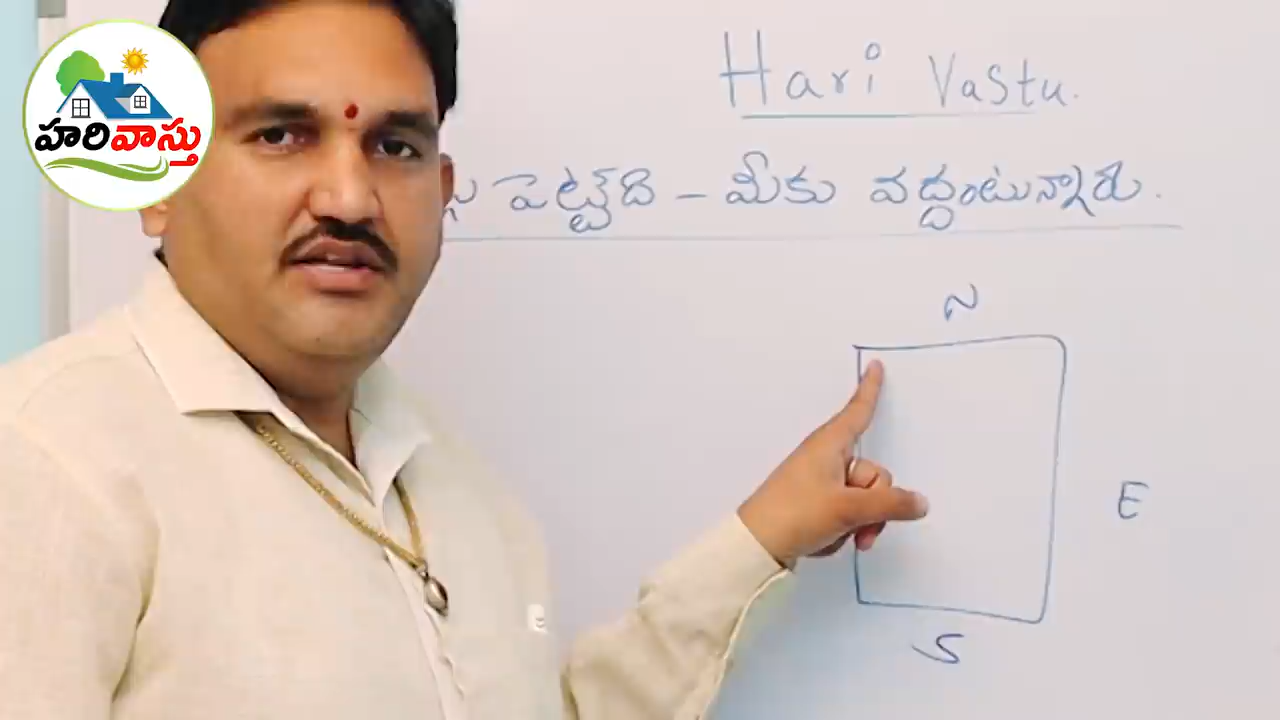 హరివాస్తు
Hari Vastu.
పెట్టేది - మీకు వద్దంటున్నారు.
N
E
S